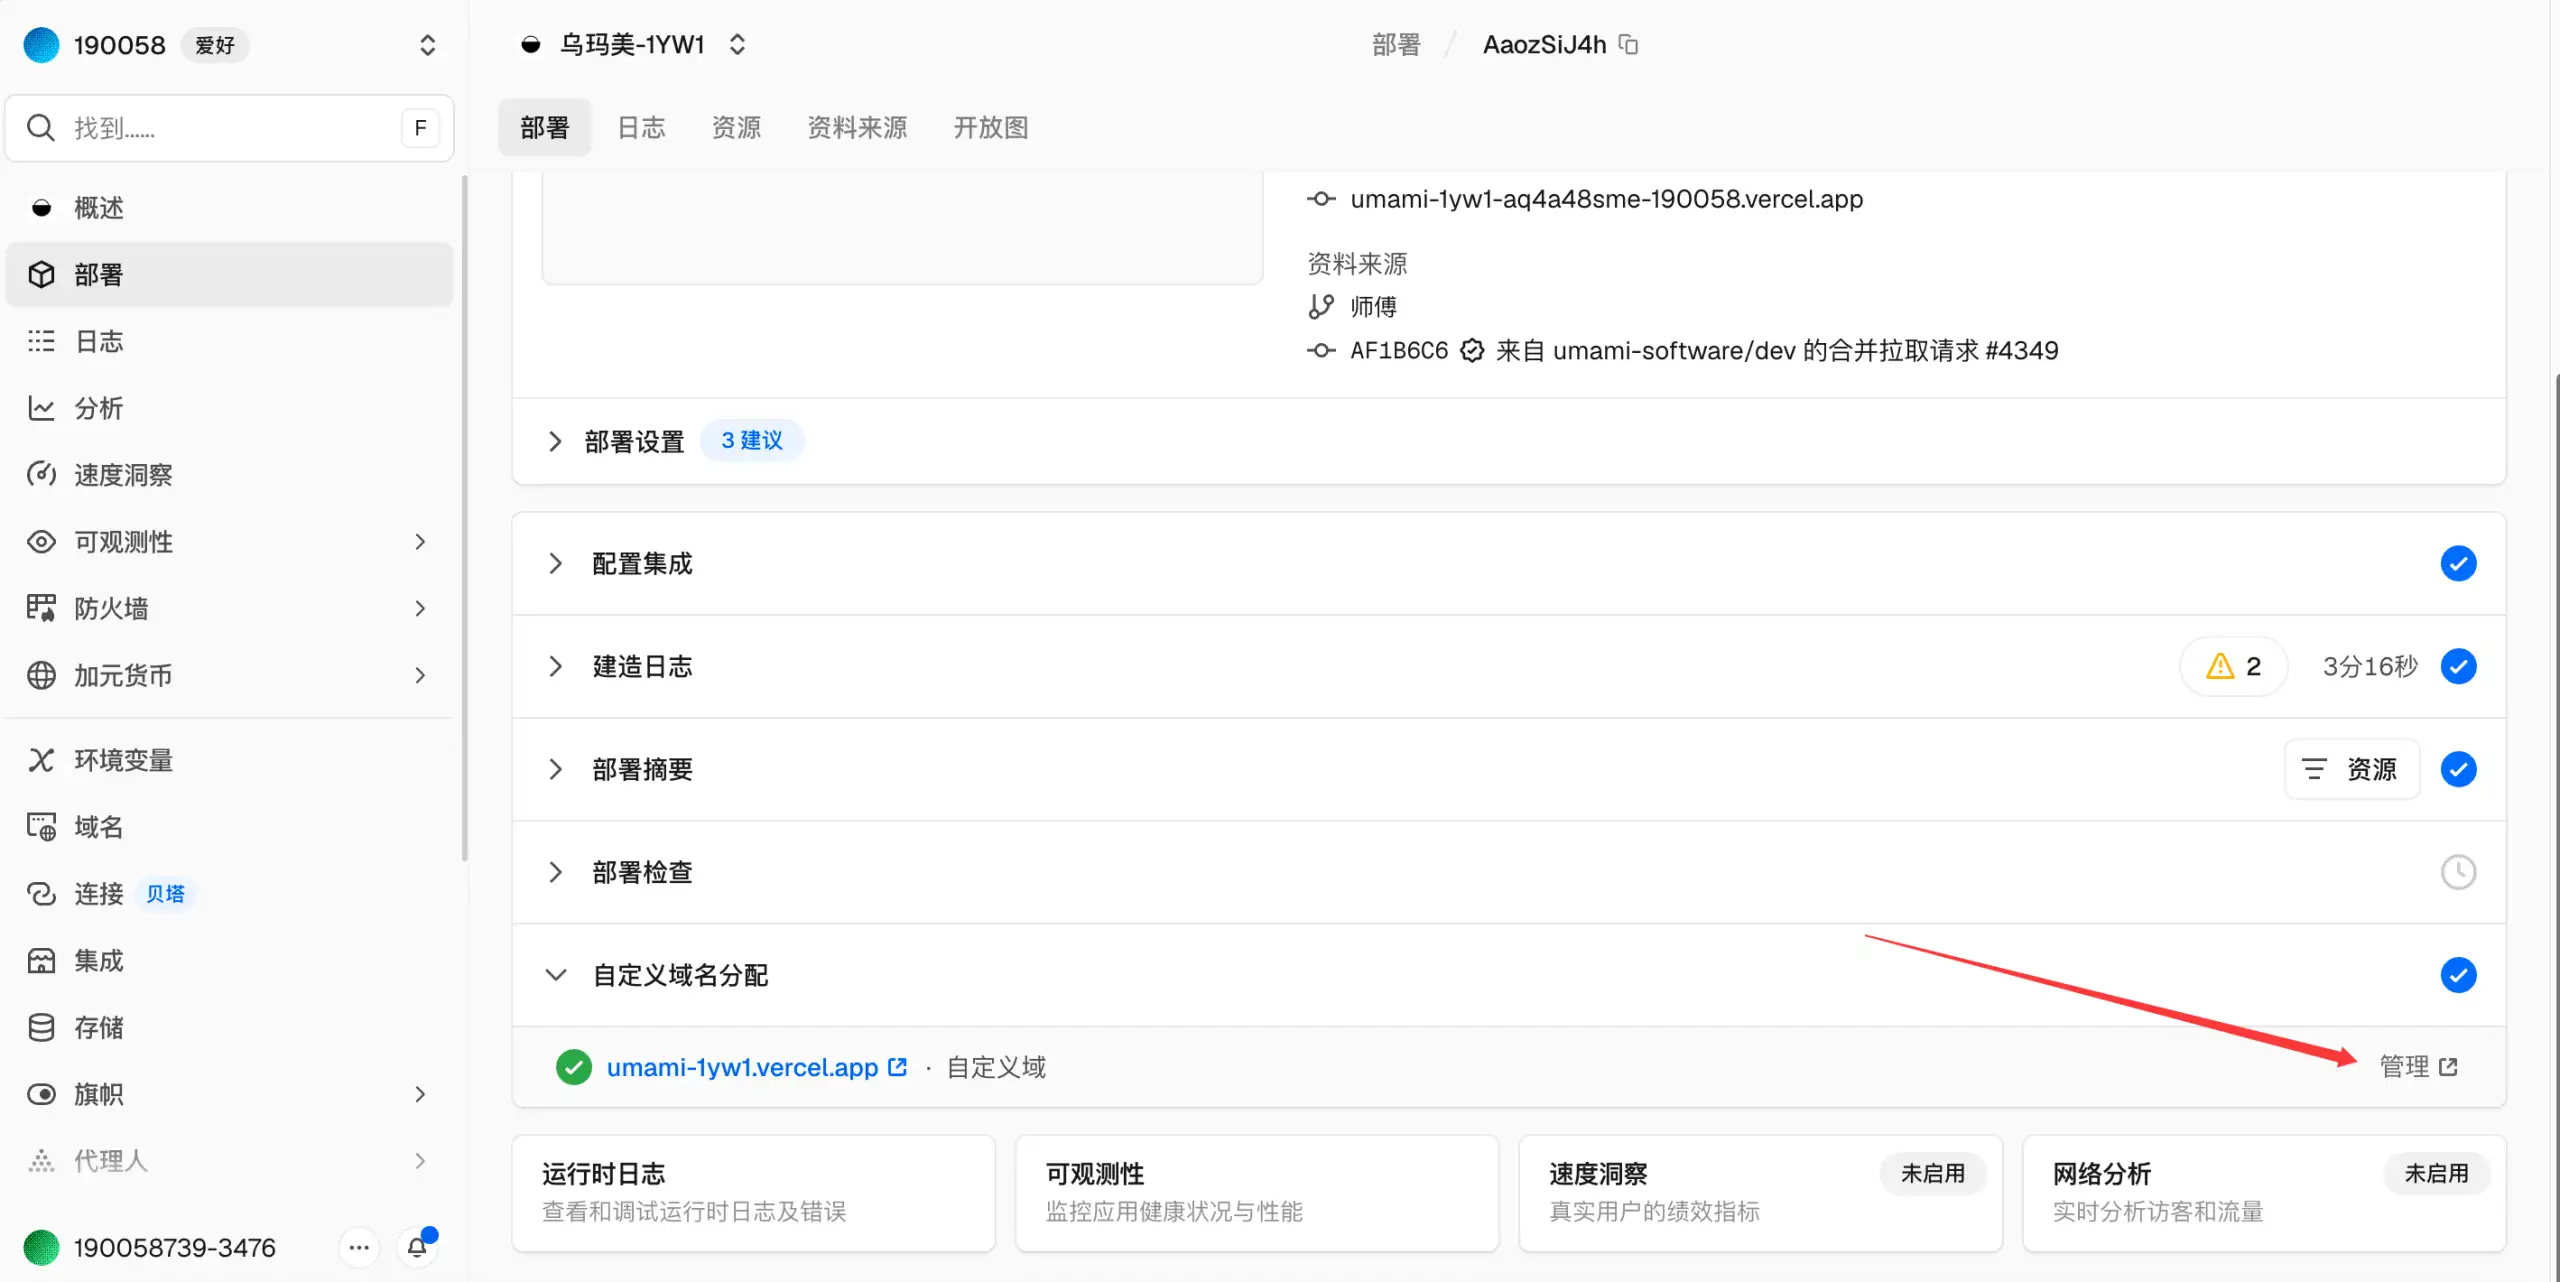 190058 爱好
找到...... F
概述
部署
日志
分析
速度洞察
可观测性
防火墙
加元货币
环境变量
域名
连接 贝塔
集成
存储
旗帜
代理人
190058739-3476
乌玛美-1YW1
部署 / AaozSiJ4h
部署 日志 资源 资料来源 开放图
umami-1yw1-aq4a48sme-190058.vercel.app
资料来源
师傅
AF1B6C6 来自 umami-software/dev 的合并拉取请求 #4349
部署设置 3 建议
配置集成
建造日志 2 3分16秒
部署摘要 资源
部署检查
自定义域名分配
umami-1yw1.vercel.app · 自定义域 管理
运行时日志
查看和调试运行时日志及错误
可观测性
监控应用健康状况与性能
速度洞察 未启用
真实用户的绩效指标
网络分析 未启用
实时分析访客和流量